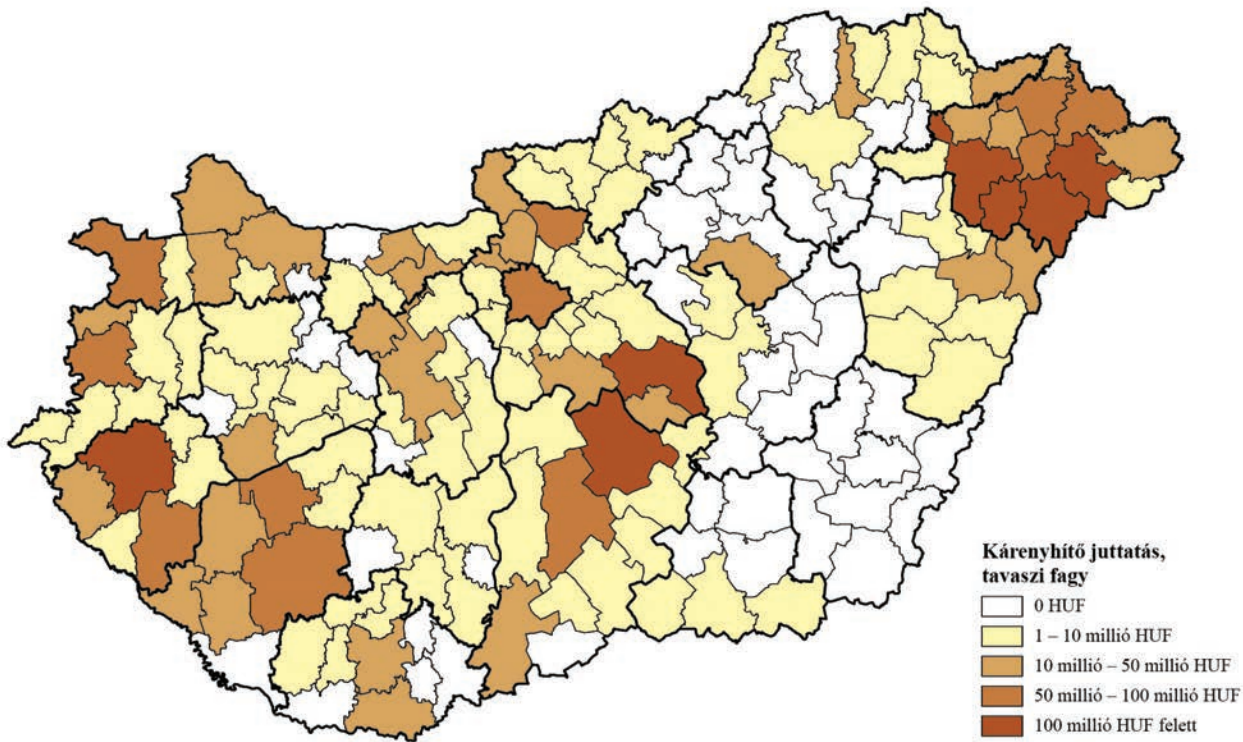 Kárenyhítő juttatás,
tavaszi fagy
0 HUF
1 – 10 millió HUF
10 millió – 50 millió HUF
50 millió – 100 millió HUF
100 millió HUF felett